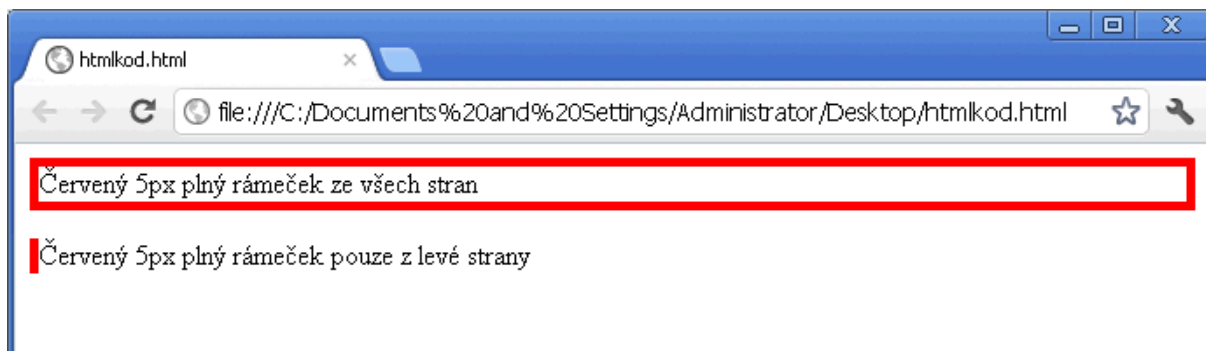 htmlkod.html
file:///C:/Documents%20and%20Settings/Administrator/Desktop/htmlkod.html
Červený 5px plný rámeček ze všech stran
Červený 5px plný rámeček pouze z levé strany